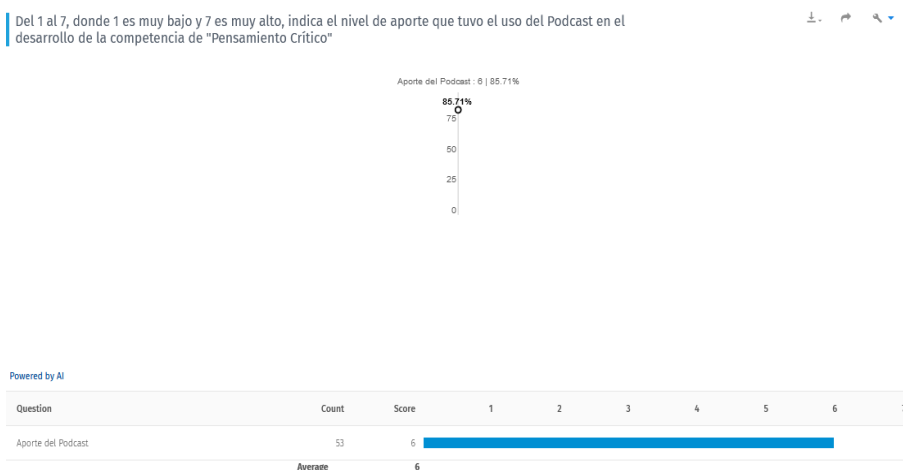 Del 1 al 7, donde 1 es muy bajo y 7 es muy alto, indica el nivel de aporte que tuvo el uso del Podcast en el
desarrollo de la competencia de "Pensamiento Crítico"
Aporte del Podcast : 6 | 85.71%
85.71%
75
50
25
0
Powered by AI
Question Count Score 1 2 3 4 5 6
Aporte del Podcast 53 6
Average 6